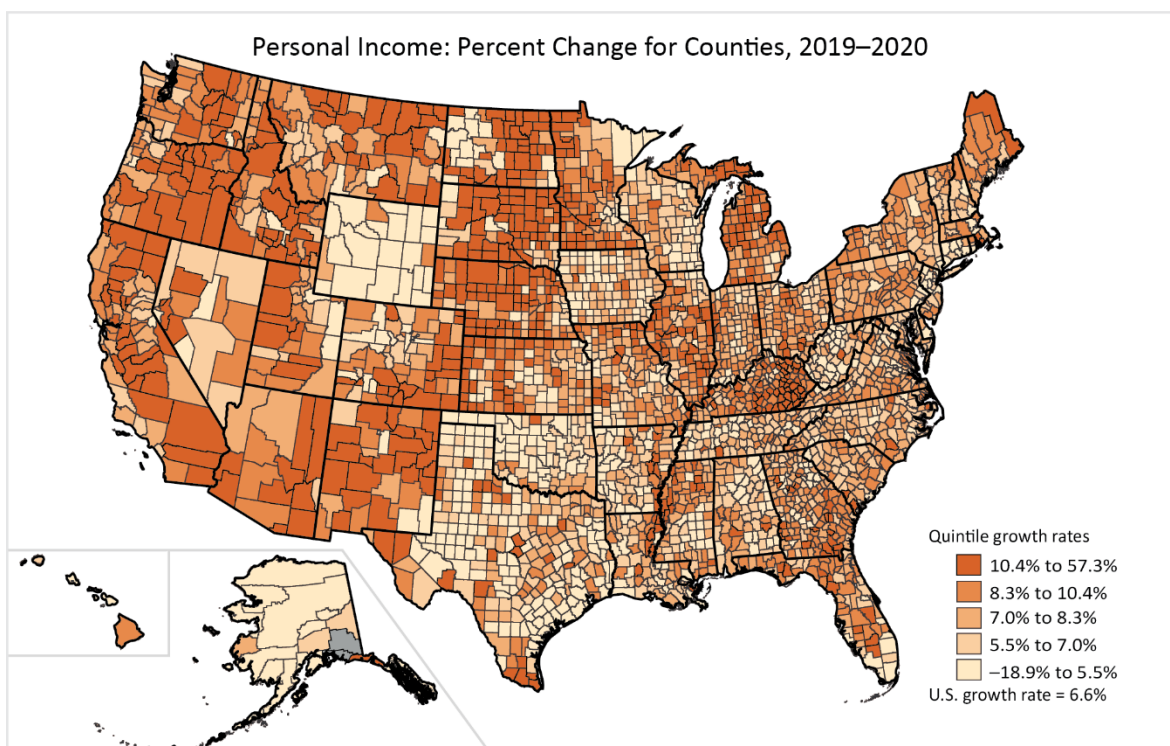 Personal Income: Percent Change for Counties, 2019–2020
Quintile growth rates
10.4% to 57.3%
8.3% to 10.4%
7.0% to 8.3%
5.5% to 7.0%
–18.9% to 5.5%
U.S. growth rate = 6.6%